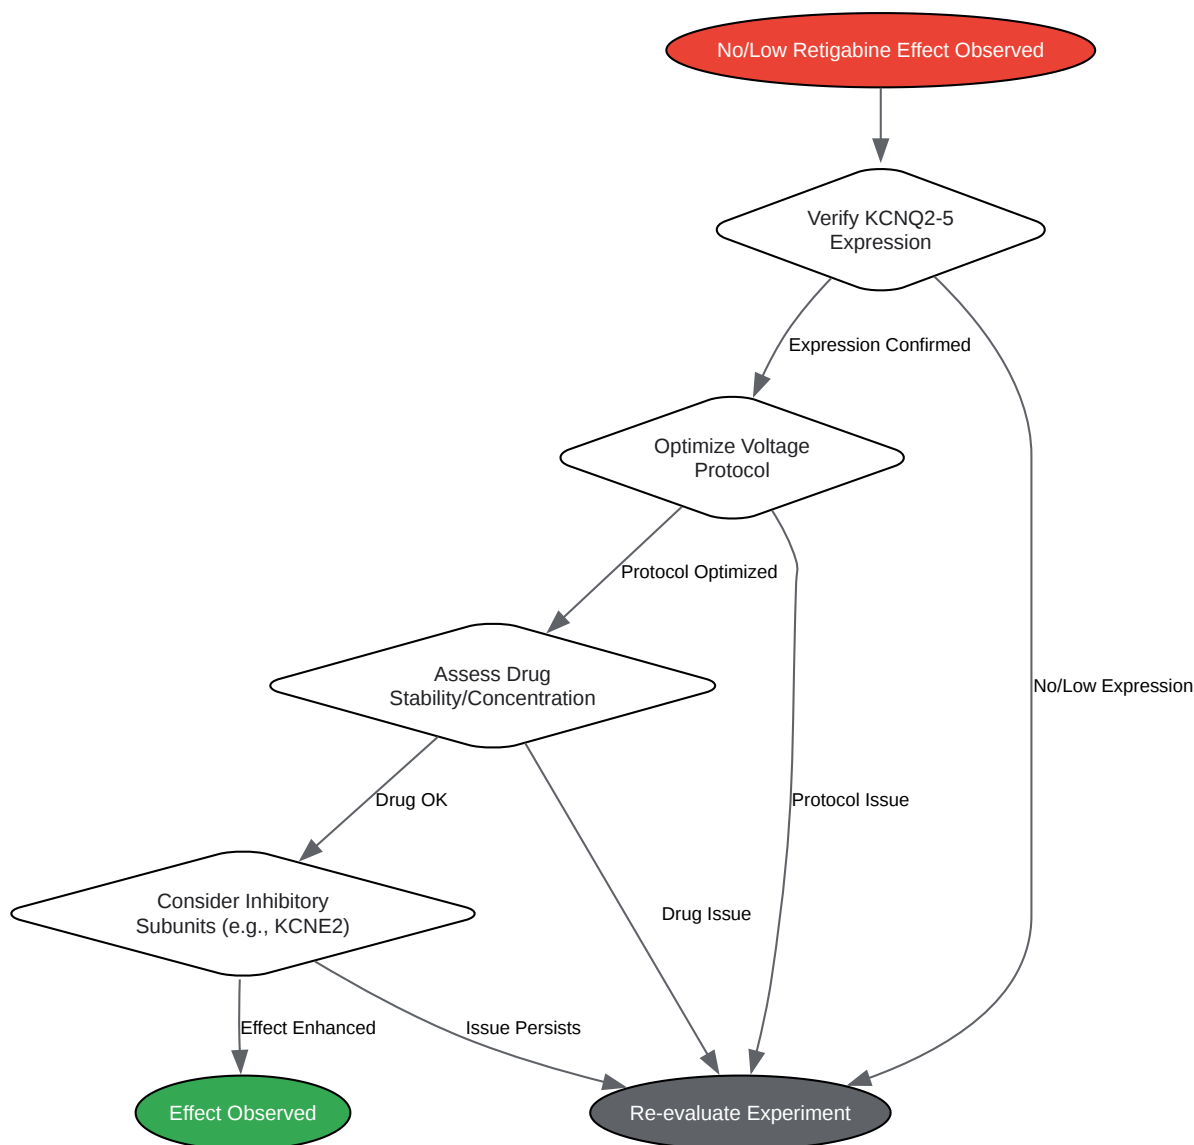 No/Low Retigabine Effect Observed
Verify KCNQ2-5
Expression
Expression Confirmed
Optimize Voltage
Protocol
Protocol Optimized
Assess Drug
Stability/Concentration
No/Low Expression
Drug OK
Protocol Issue
Consider Inhibitory
Subunits (e.g., KCNE2)
Drug Issue
Effect Enhanced
Issue Persists
Effect Observed
Re-evaluate Experiment